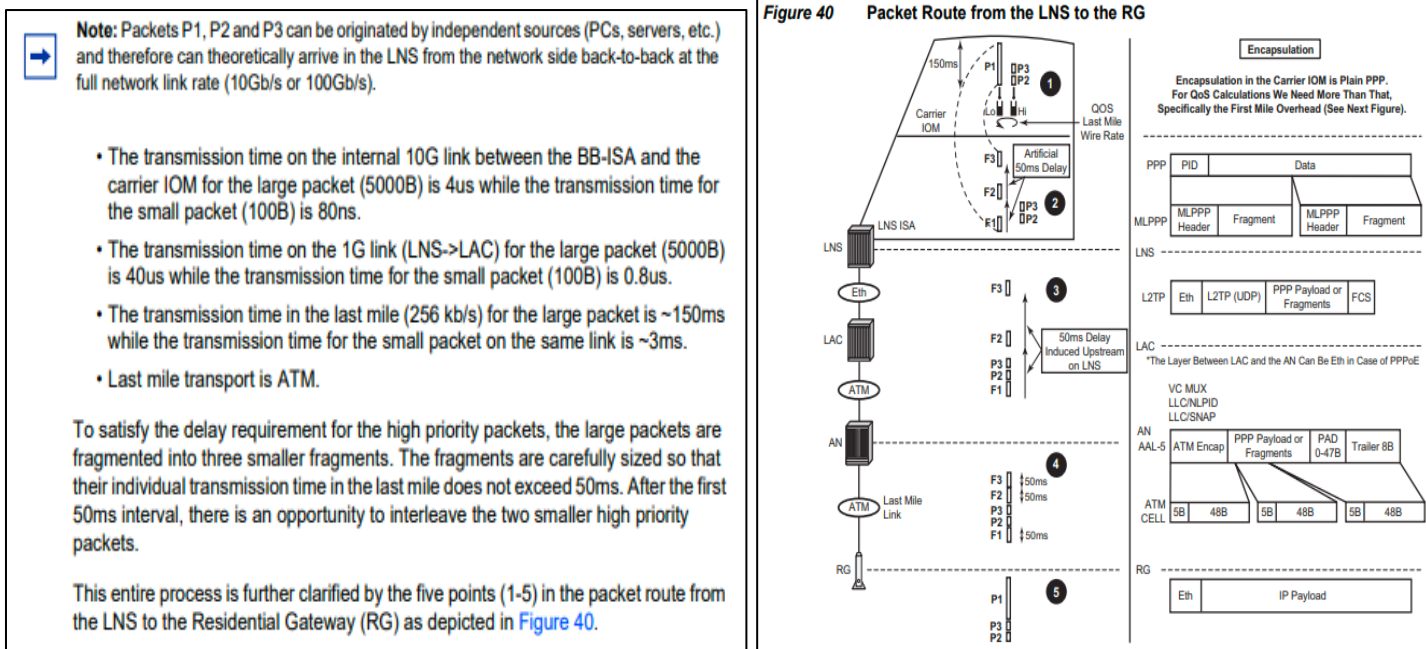 Note: Packets P1, P2 and P3 can be originated by independent sources (PCs, servers, etc.)
and therefore can theoretically arrive in the LNS from the network side back-to-back at the
full network link rate (10Gb/s or 100Gb/s).
• The transmission time on the internal 10G link between the BB-ISA and the
carrier IOM for the large packet (5000B) is 4us while the transmission time for
the small packet (100B) is 80ns.
• The transmission time on the 1G link (LNS->LAC) for the large packet (5000B)
is 40us while the transmission time for the small packet (100B) is 0.8us.
• The transmission time in the last mile (256 kb/s) for the large packet is ~150ms
while the transmission time for the small packet on the same link is ~3ms.
• Last mile transport is ATM.
To satisfy the delay requirement for the high priority packets, the large packets are
fragmented into three smaller fragments. The fragments are carefully sized so that
their individual transmission time in the last mile does not exceed 50ms. After the first
50ms interval, there is an opportunity to interleave the two smaller high priority
packets.
This entire process is further clarified by the five points (1-5) in the packet route from
the LNS to the Residential Gateway (RG) as depicted in Figure 40.
Figure 40 Packet Route from the LNS to the RG
150ms
P1
P3
P2
1
Lo
Hi
Carrier
IOM
QOS
Last Mile
Wire Rate
F3
Artificial
50ms Delay
F2
P3
P2
2
F1
LNS ISA
LNS
Eth
F3
3
LAC
F2
50ms Delay
Induced Upstream
on LNS
P3
P2
F1
ATM
AN
4
F3
50ms
F2
50ms
P3
P2
F1
50ms
ATM
Last Mile
Link
RG
P1
5
P3
P2
Encapsulation
Encapsulation in the Carrier IOM is Plain PPP.
For QoS Calculations We Need More Than That,
Specifically the First Mile Overhead (See Next Figure).
PPP
PID
Data
MLPPP
MLPPP
Header
Fragment
MLPPP
Header
Fragment
LNS
L2TP
Eth
L2TP (UDP)
PPP Payload or
Fragments
FCS
LAC
*The Layer Between LAC and the AN Can Be Eth in Case of PPPoE
VC MUX
LLC/NLPID
LLC/SNAP
AN
AAL-5
ATM Encap
PPP Payload or
Fragments
PAD
0-47B
Trailer 8B
ATM
CELL
5B
48B
5B
48B
5B
48B
RG
Eth
IP Payload